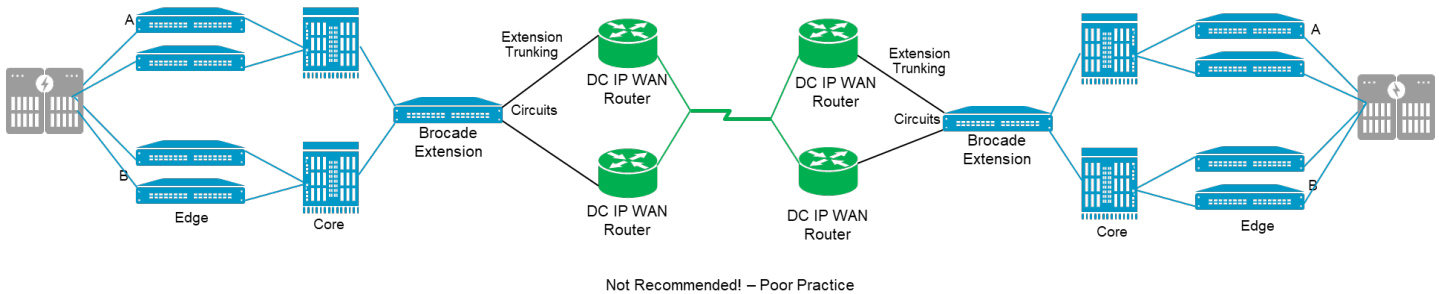 A
Extension
Trunking
DC IP WAN
Router
DC IP WAN
Router
Extension
Trunking
A
Circuits
Brocade
Extension
Circuits
Brocade
Extension
B
Edge
Core
DC IP WAN
Router
DC IP WAN
Router
Core
B
Edge
Not Recommended! – Poor Practice